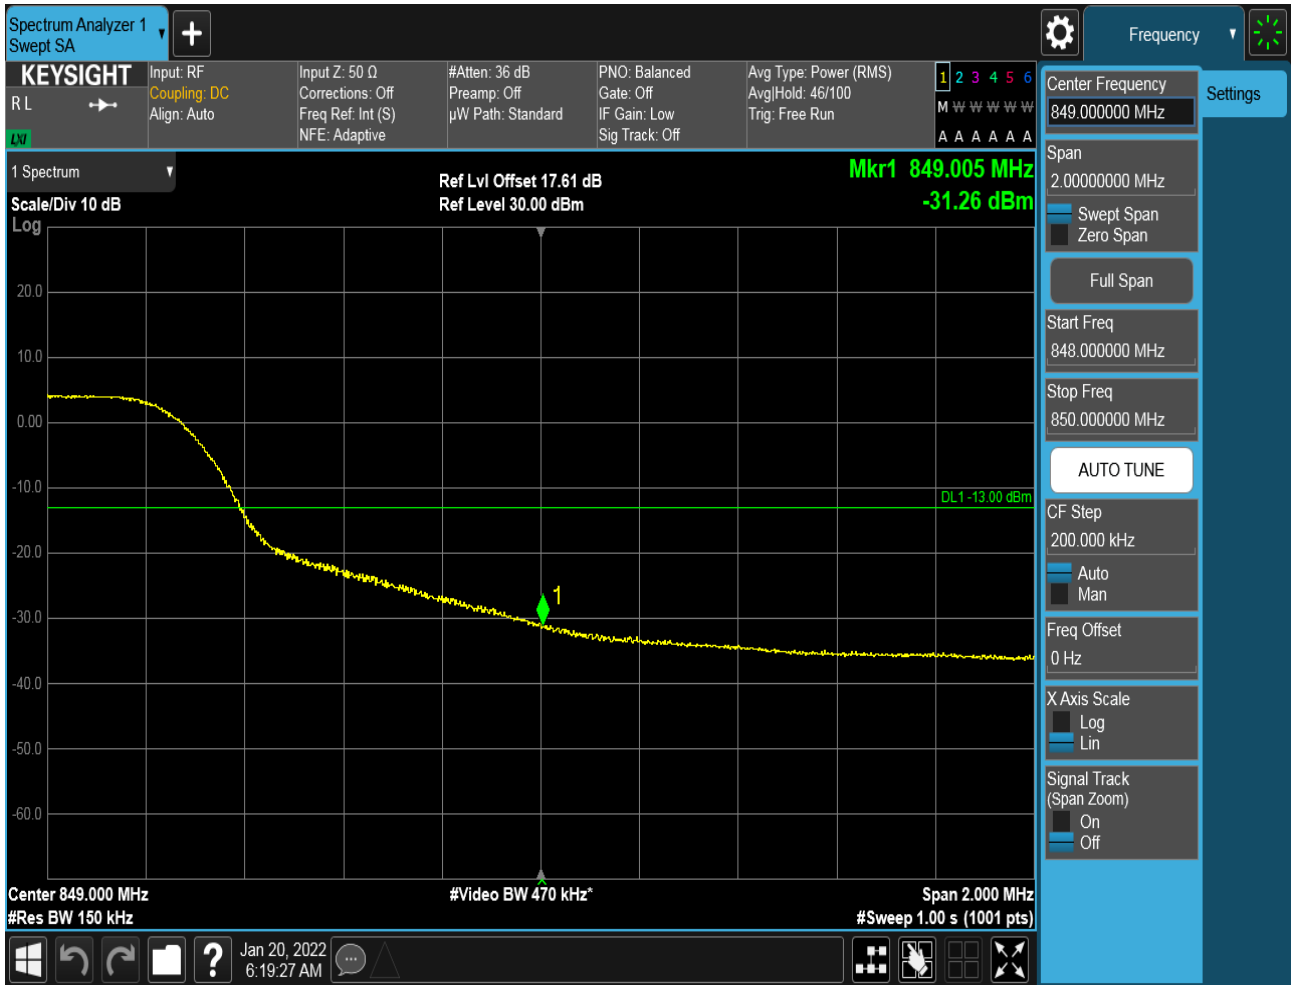 Spectrum Analyzer 1
Swept SA
Frequency
KEYSIGHT
R L
LXI
Input: RF
Coupling: DC
Align: Auto
Input Z: 50 Ω
Corrections: Off
Freq Ref: Int (S)
NFE: Adaptive
#Atten: 36 dB
Preamp: Off
µW Path: Standard
PNO: Balanced
Gate: Off
IF Gain: Low
Sig Track: Off
Avg Type: Power (RMS)
Avg|Hold: 46/100
Trig: Free Run
1 2 3 4 5 6
M W W W W W
A A A A A A
1 Spectrum
Scale/Div 10 dB
Log
Ref Lvl Offset 17.61 dB
Ref Level 30.00 dBm
Mkr1 849.005 MHz
-31.26 dBm
20.0
10.0
0.00
-10.0
-20.0
-30.0
-40.0
-50.0
-60.0
DL1 -13.00 dBm
1
Center 849.000 MHz
#Res BW 150 kHz
#Video BW 470 kHz*
Span 2.000 MHz
#Sweep 1.00 s (1001 pts)
Center Frequency
849.000000 MHz
Settings
Span
2.00000000 MHz
Swept Span
Zero Span
Full Span
Start Freq
848.000000 MHz
Stop Freq
850.000000 MHz
AUTO TUNE
CF Step
200.000 kHz
Auto
Man
Freq Offset
0 Hz
X Axis Scale
Log
Lin
Signal Track
(Span Zoom)
On
Off
?
Jan 20, 2022
6:19:27 AM